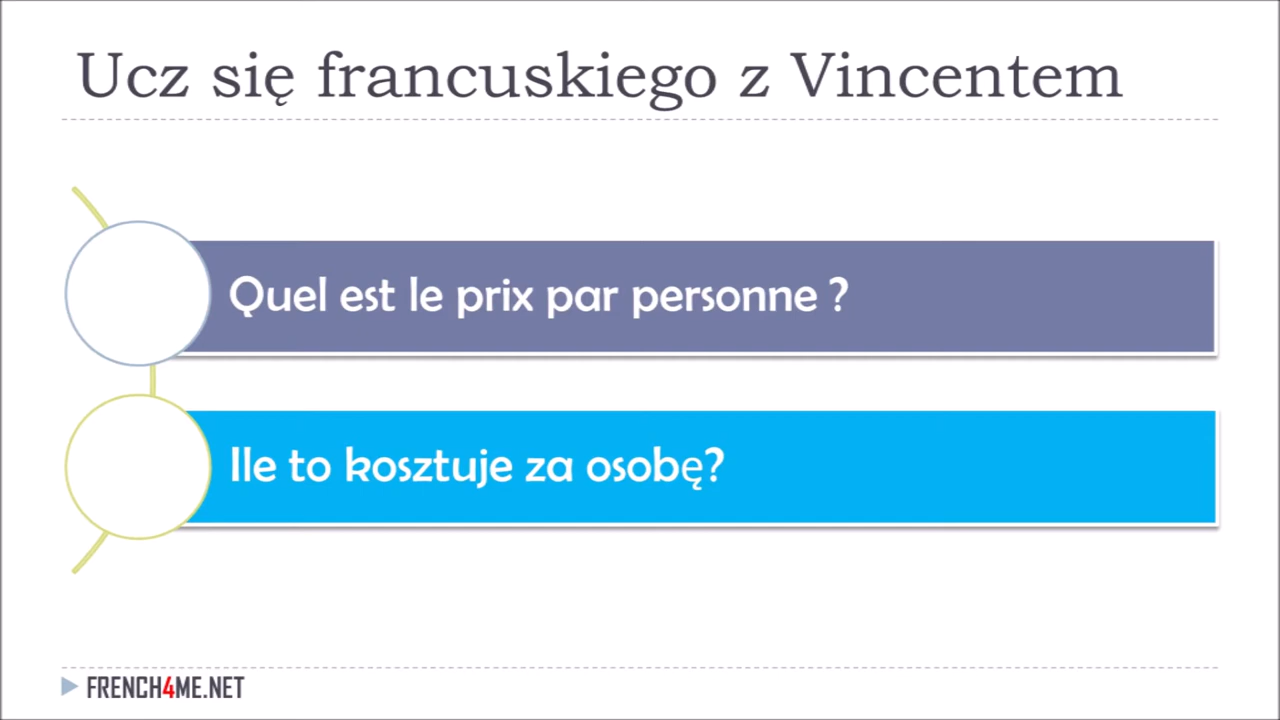 Ucz się francuskiego z Vincentem
Quel est le prix par personne ?
Ile to kosztuje za osobę?
FRENCH4ME.NET